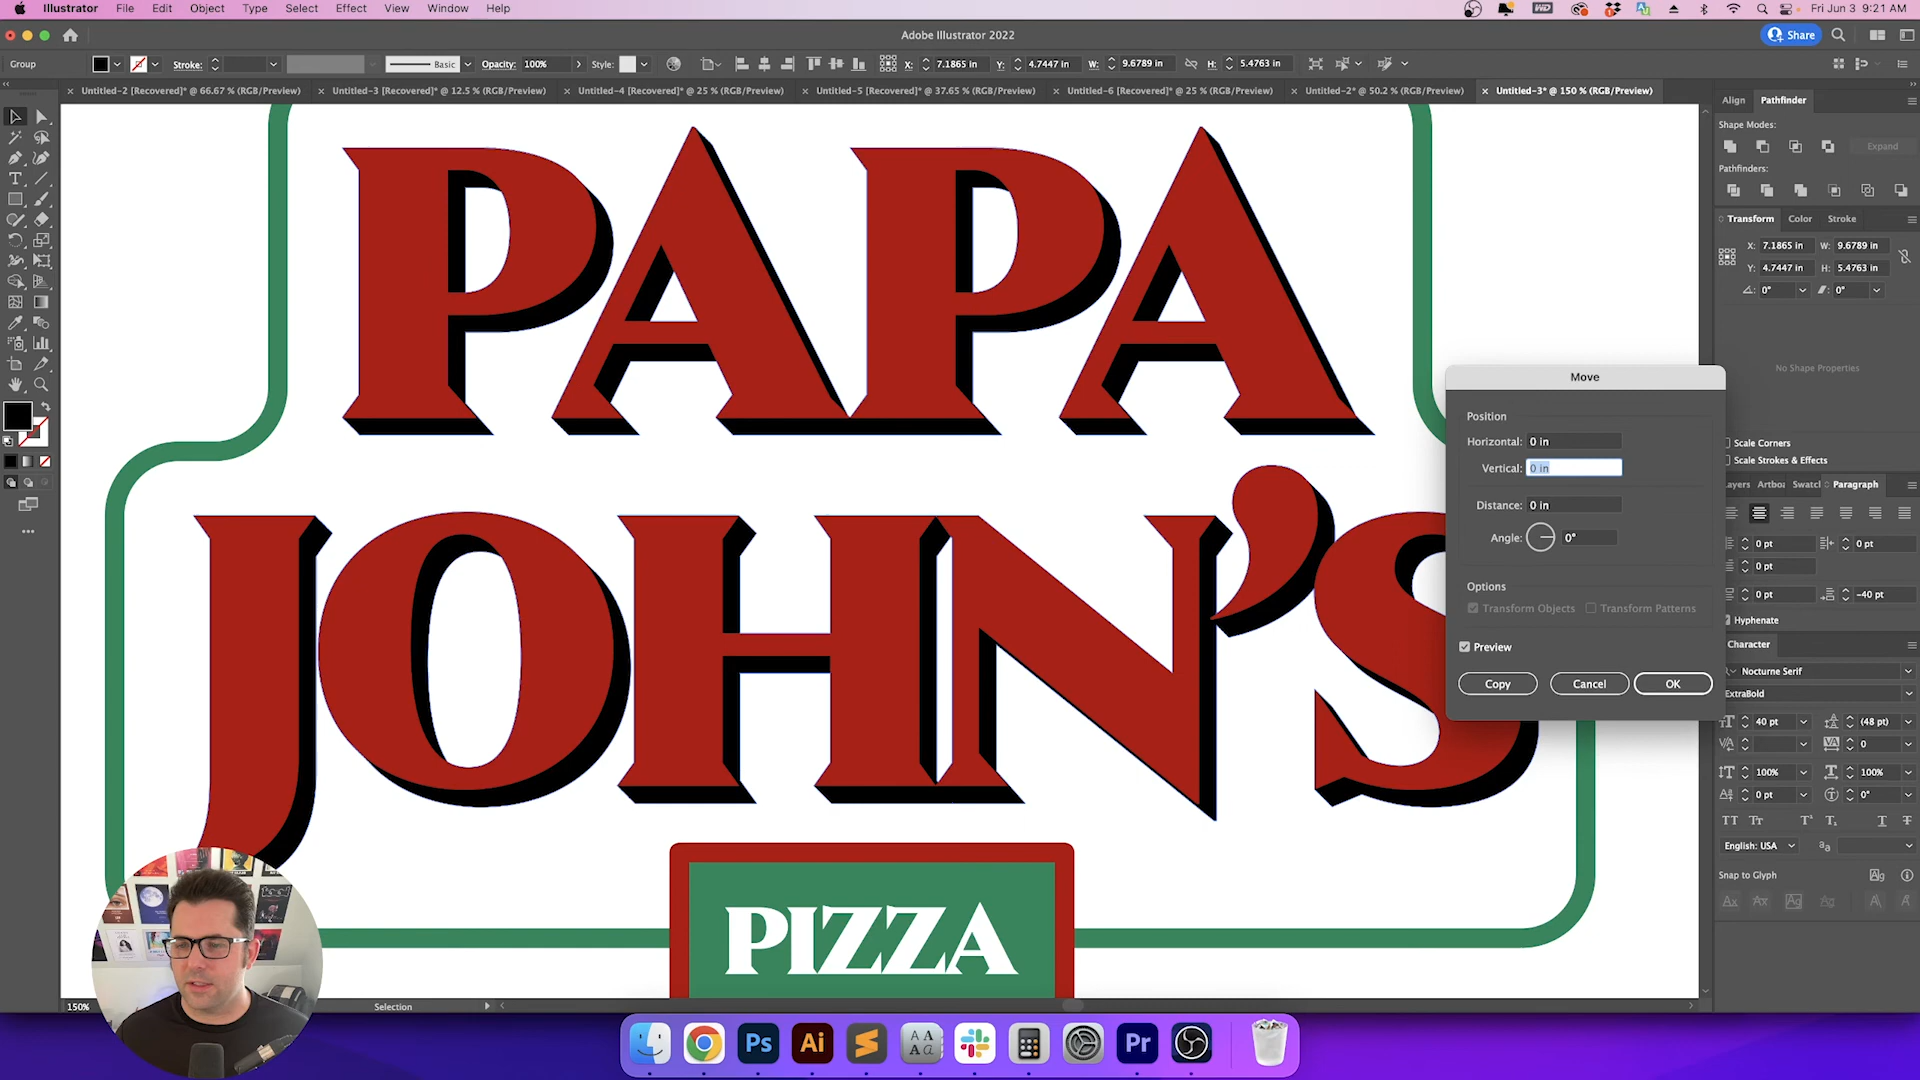 Illustrator File Edit Object Type Select Effect View Window Help
Fri Jun 3 9:21 AM
Adobe Illustrator 2022
Share
Group Stroke: Basic Opacity: 100% Style: X: 7.1865 in Y: 4.7447 in W: 9.6789 in H: 5.4763 in
Untitled-2 [Recovered]* @ 66.67 % (RGB/Preview) Untitled-3 [Recovered]* @ 12.5 % (RGB/Preview) Untitled-4 [Recovered]* @ 25 % (RGB/Preview) Untitled-5 [Recovered]* @ 37.65 % (RGB/Preview) Untitled-6 [Recovered]* @ 25 % (RGB/Preview) Untitled-2* @ 50.2 % (RGB/Preview) Untitled-3* @ 150 % (RGB/Preview)
PAPA
JOHN'S
PIZZA
Move
Position
Horizontal: 0 in
Vertical: 0 in
Distance: 0 in
Angle: 0°
Options
Transform Objects Transform Patterns
Preview
Copy Cancel OK
Align Pathfinder
Shape Modes:
Expand
Pathfinders:
Transform Color Stroke
X: 7.1865 in W: 9.6789 in
Y: 4.7447 in H: 5.4763 in
0° 0°
No Shape Properties
Scale Corners
Scale Strokes & Effects
ayers Artboa Swatcl Paragraph
0 pt 0 pt
0 pt
0 pt -40 pt
Hyphenate
Character
Nocturne Serif
ExtraBold
40 pt (48 pt)
0
100% 100%
0 pt 0°
English: USA
Snap to Glyph
150% Selection
Ps Ai Pr